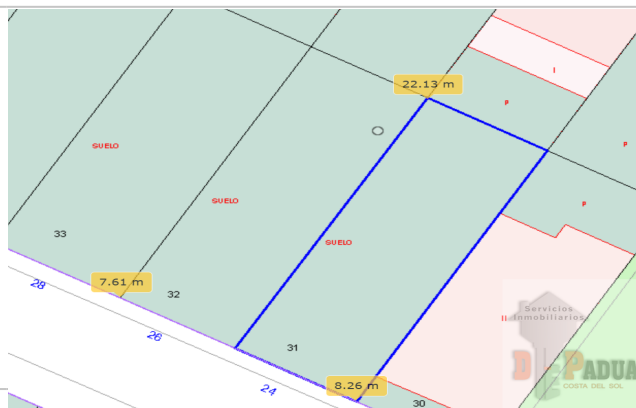 I
22.13 m
P
P
SUELO
SUELO
P
33
SUELO
28
7.61 m
32
26
Servicios
Inmobiliarios
II
D PADUA
COSTA DEL SOL
31
24
8.26 m
30